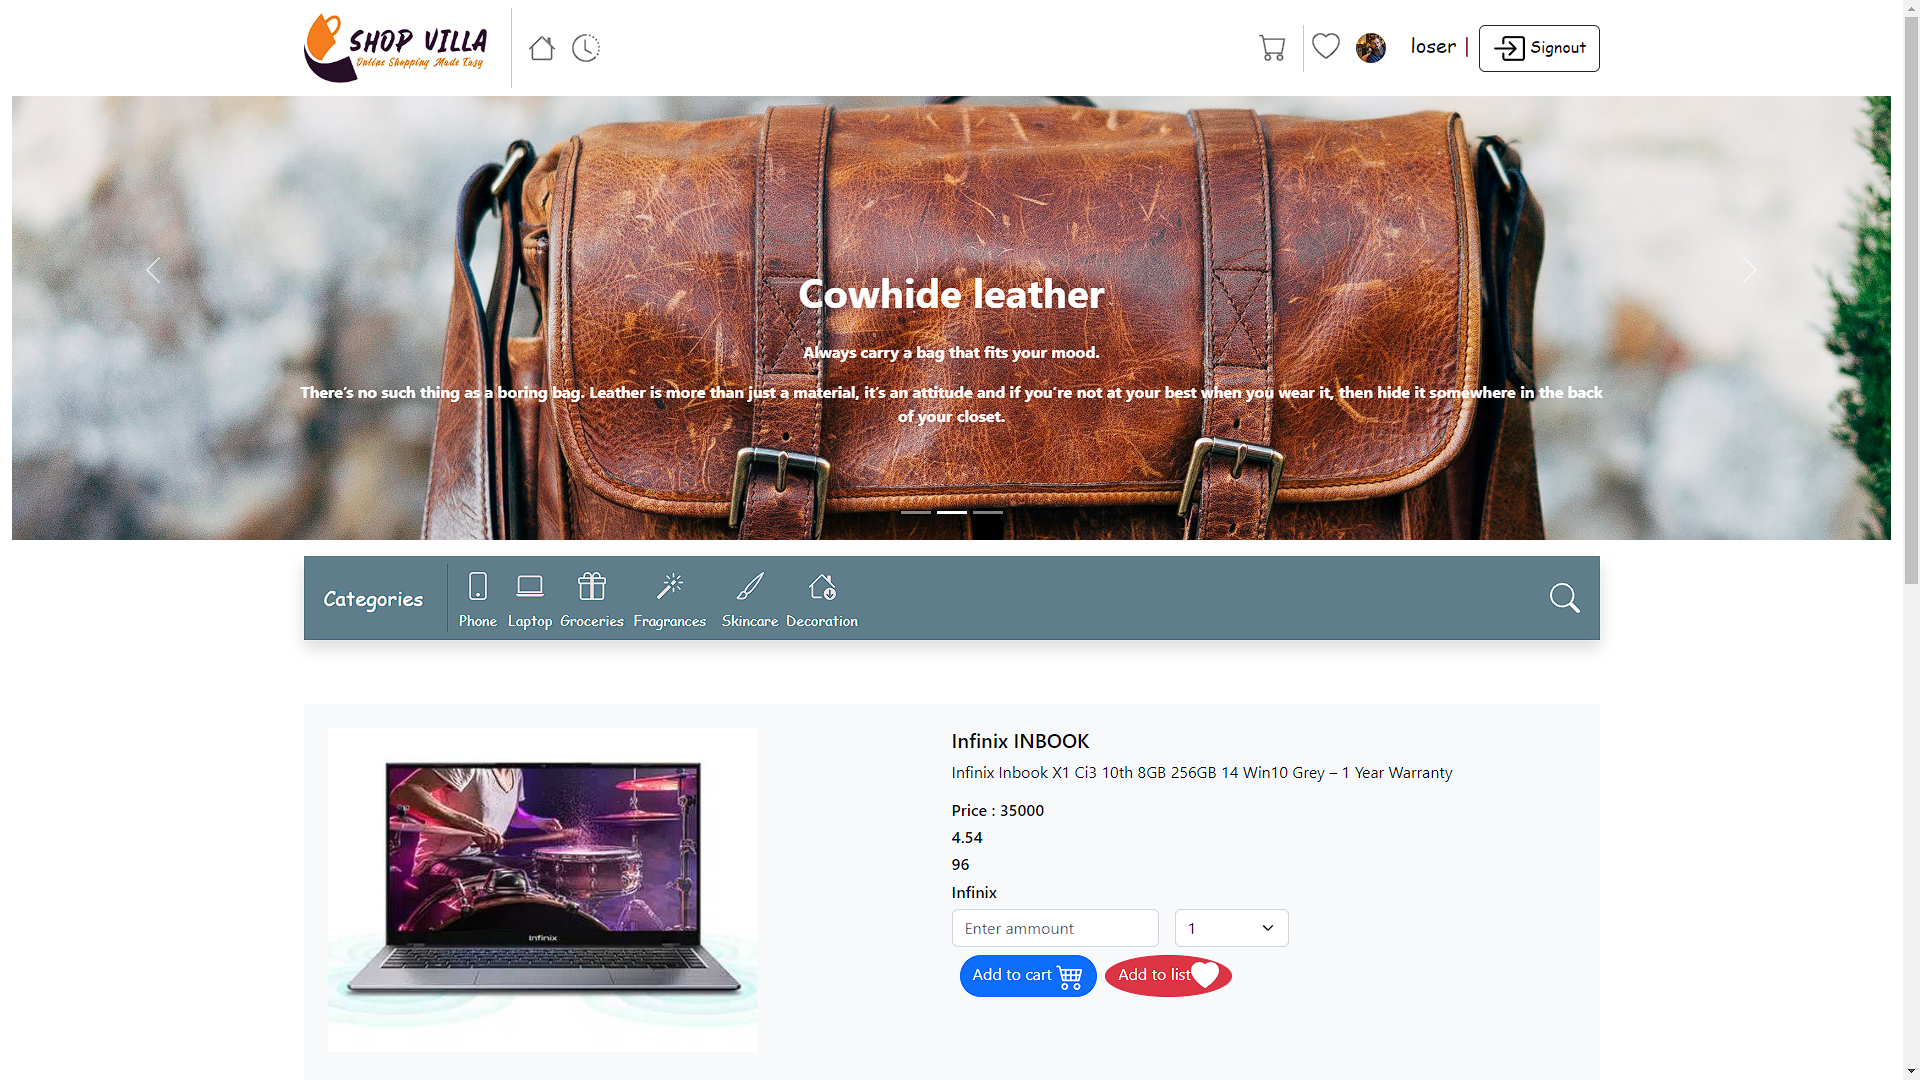 SHOP VILLA
Online Shopping Made Easy
loser | Signout
Cowhide leather
Always carry a bag that fits your mood.
There's no such thing as a boring bag. Leather is more than just a material, it's an attitude and if you're not at your best when you wear it, then hide it somewhere in the back
of your closet.
Categories
Phone
Laptop
Groceries
Fragrances
Skincare
Decoration
Infinix INBOOK
Infinix Inbook X1 Ci3 10th 8GB 256GB 14 Win10 Grey – 1 Year Warranty
Price : 35000
4.54
96
Infinix
Enter ammount
1
Add to cart
Add to list
Infinix